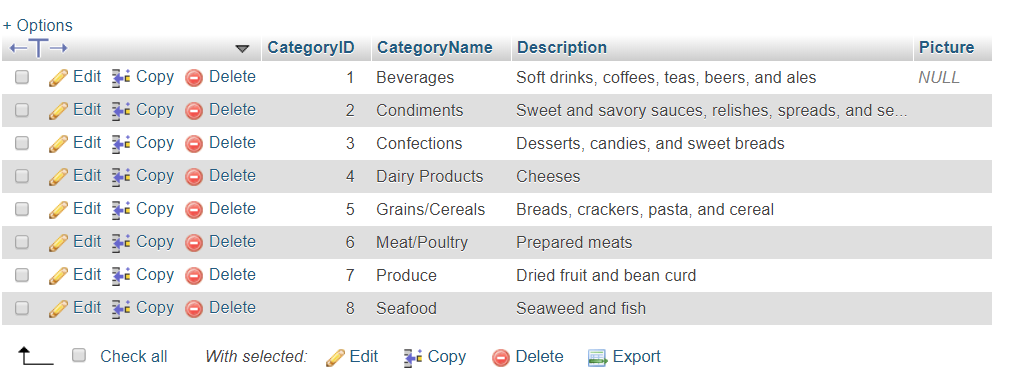 + Options
CategoryID CategoryName Description Picture
Edit Copy Delete 1 Beverages Soft drinks, coffees, teas, beers, and ales NULL
Edit Copy Delete 2 Condiments Sweet and savory sauces, relishes, spreads, and se...
Edit Copy Delete 3 Confections Desserts, candies, and sweet breads
Edit Copy Delete 4 Dairy Products Cheeses
Edit Copy Delete 5 Grains/Cereals Breads, crackers, pasta, and cereal
Edit Copy Delete 6 Meat/Poultry Prepared meats
Edit Copy Delete 7 Produce Dried fruit and bean curd
Edit Copy Delete 8 Seafood Seaweed and fish
Check all With selected: Edit Copy Delete Export